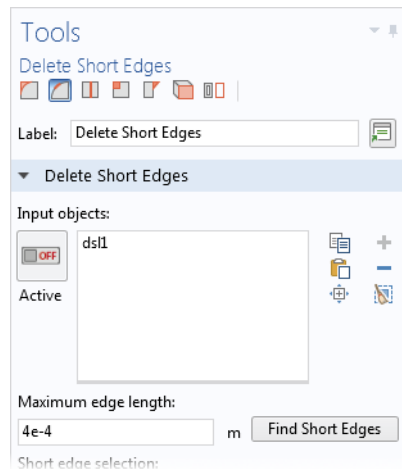 Tools
Delete Short Edges
Label: Delete Short Edges
Delete Short Edges
Input objects:
OFF
Active
dsl1
Maximum edge length:
4e-4 m Find Short Edges
Short edge selection: